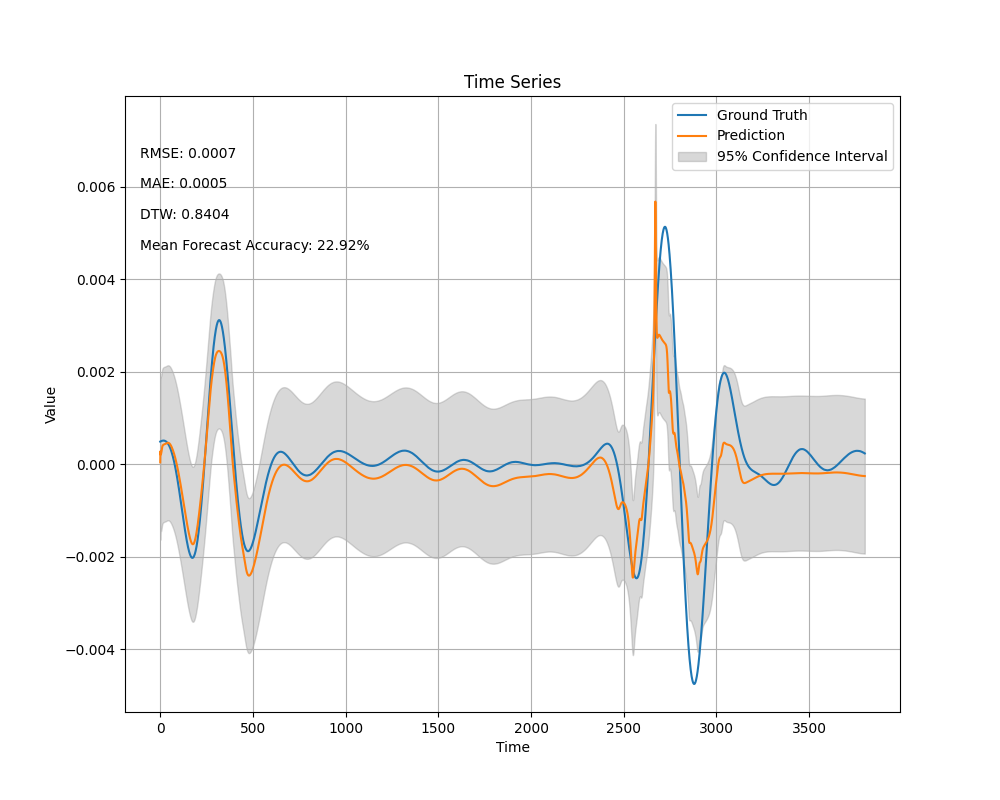 Time Series
Ground Truth
Prediction
95% Confidence Interval
RMSE: 0.0007
MAE: 0.0005
DTW: 0.8404
Mean Forecast Accuracy: 22.92%
0.006
0.004
0.002
0.000
−0.002
−0.004
Value
0 500 1000 1500 2000 2500 3000 3500
Time